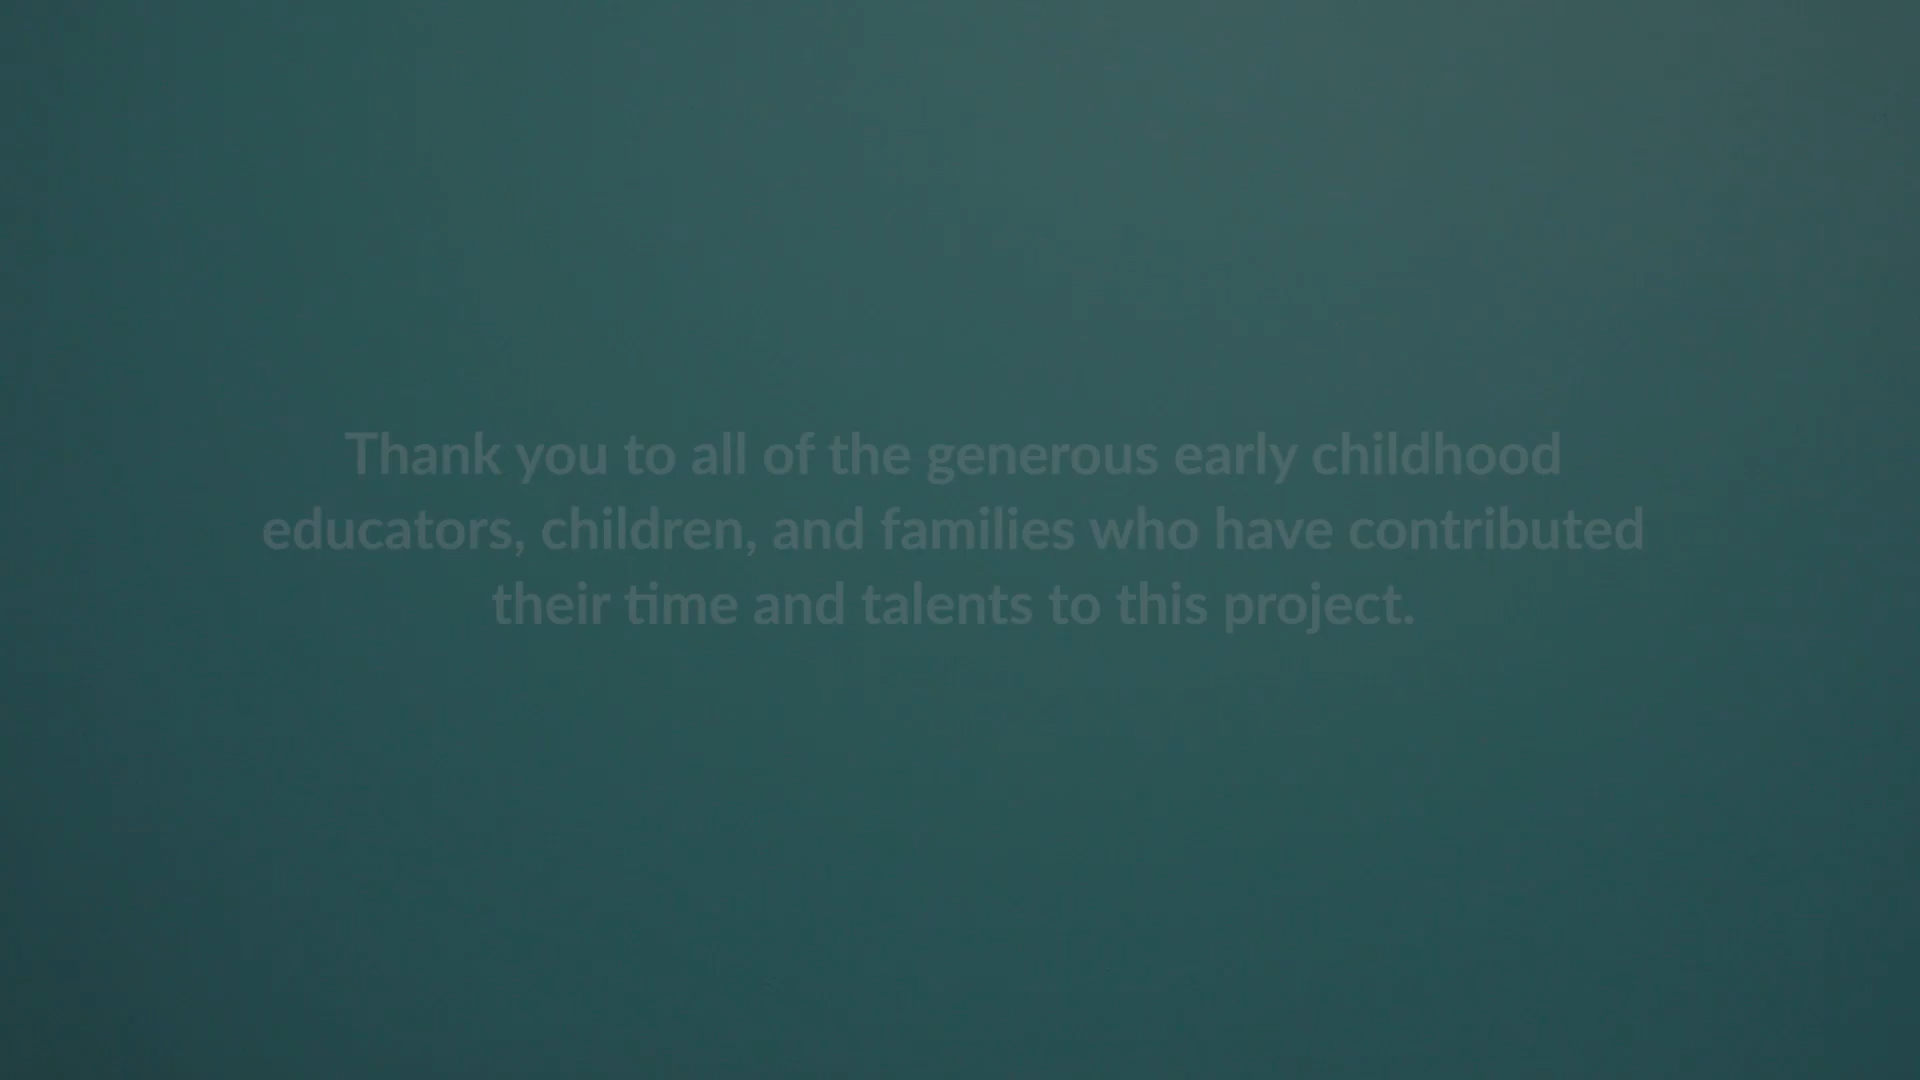 Thank you to all of the generous early childhood
educators, children, and families who have contributed
their time and talents to this project.